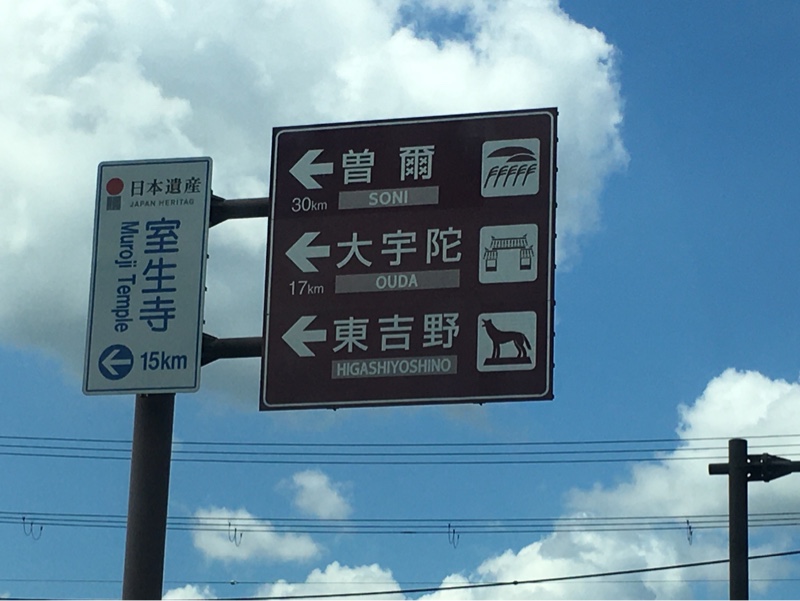 日本遺産
JAPAN HERITAG
室生寺
Muroji Temple
15km
曽爾
30km
SONI
大宇陀
17km
OUDA
東吉野
HIGASHIYOSHINO